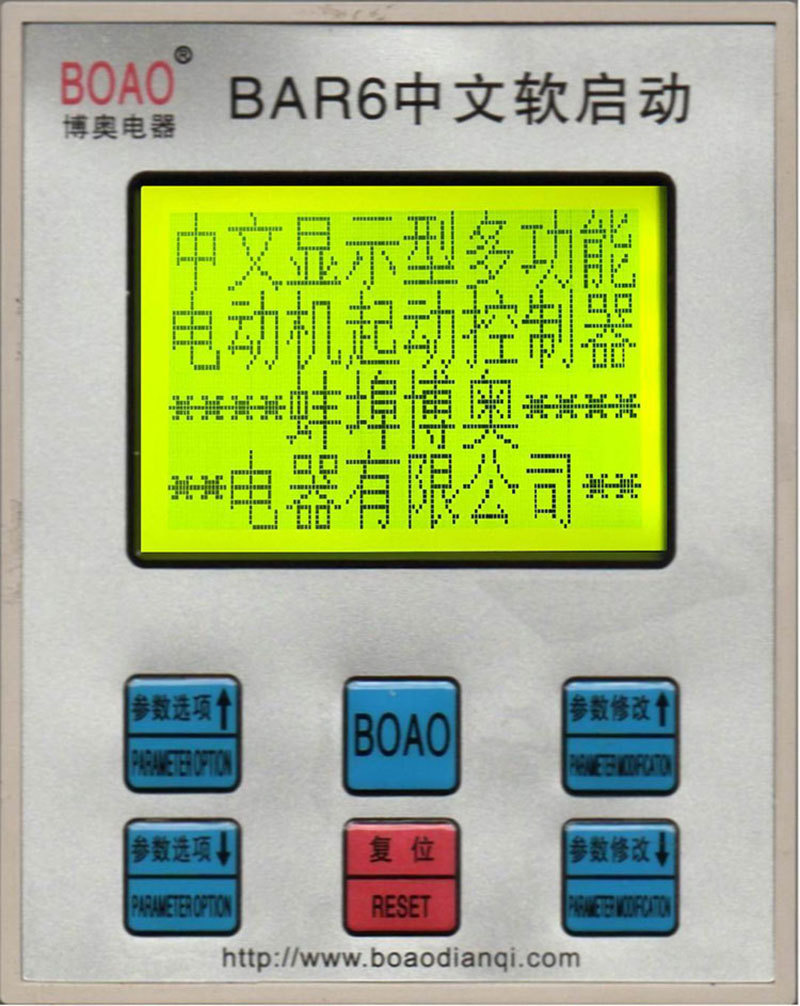 BOAO®
博奥电器
BAR6中文软启动
中文显示型多功能
电动机起动控制器
****蚌埠博奥****
**电器有限公司**
参数选项↑
PARAMETER OPTION
BOAO
参数修改↑
PARAMETER MODIFICATION
参数选项↓
PARAMETER OPTION
复 位
RESET
参数修改↓
PARAMETER MODIFICATION
http://www.boaodianqi.com